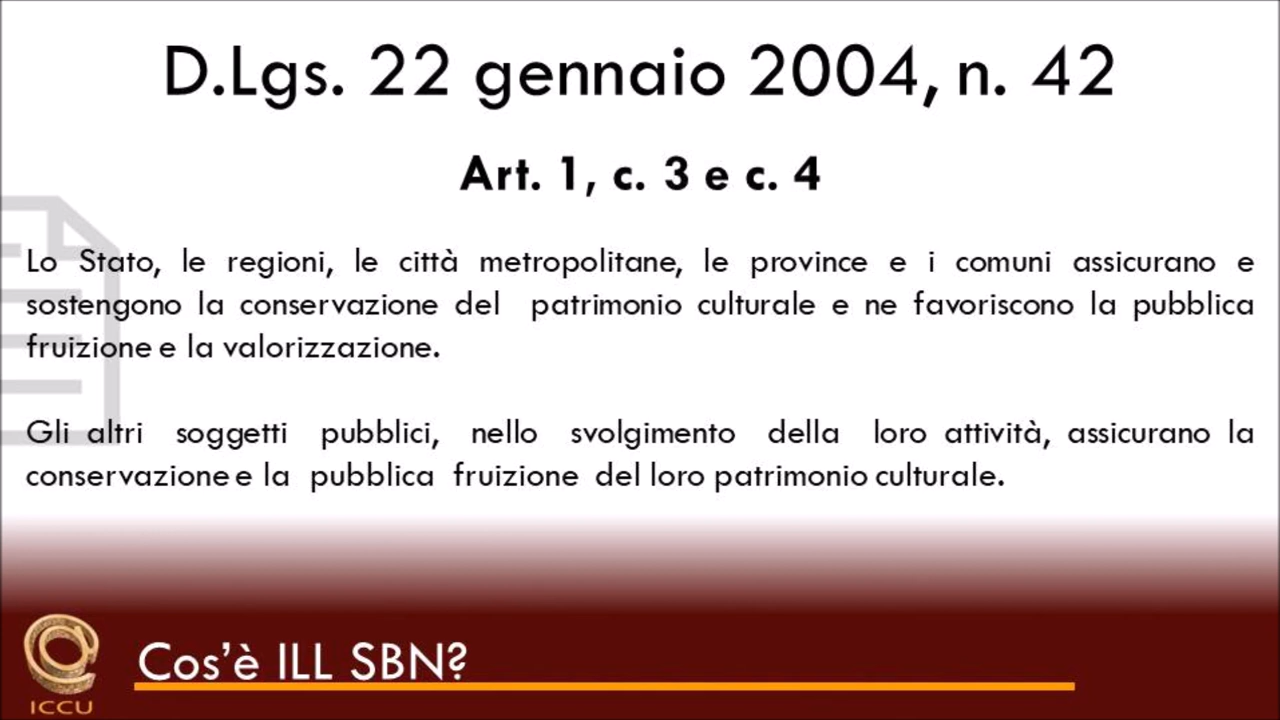 D.Lgs. 22 gennaio 2004, n. 42
Art. 1, c. 3 e c. 4
Lo Stato, le regioni, le città metropolitane, le province e i comuni assicurano e
sostengono la conservazione del patrimonio culturale e ne favoriscono la pubblica
fruizione e la valorizzazione.
Gli altri soggetti pubblici, nello svolgimento della loro attività, assicurano la
conservazione e la pubblica fruizione del loro patrimonio culturale.
Cos'è ILL SBN?
ICCU